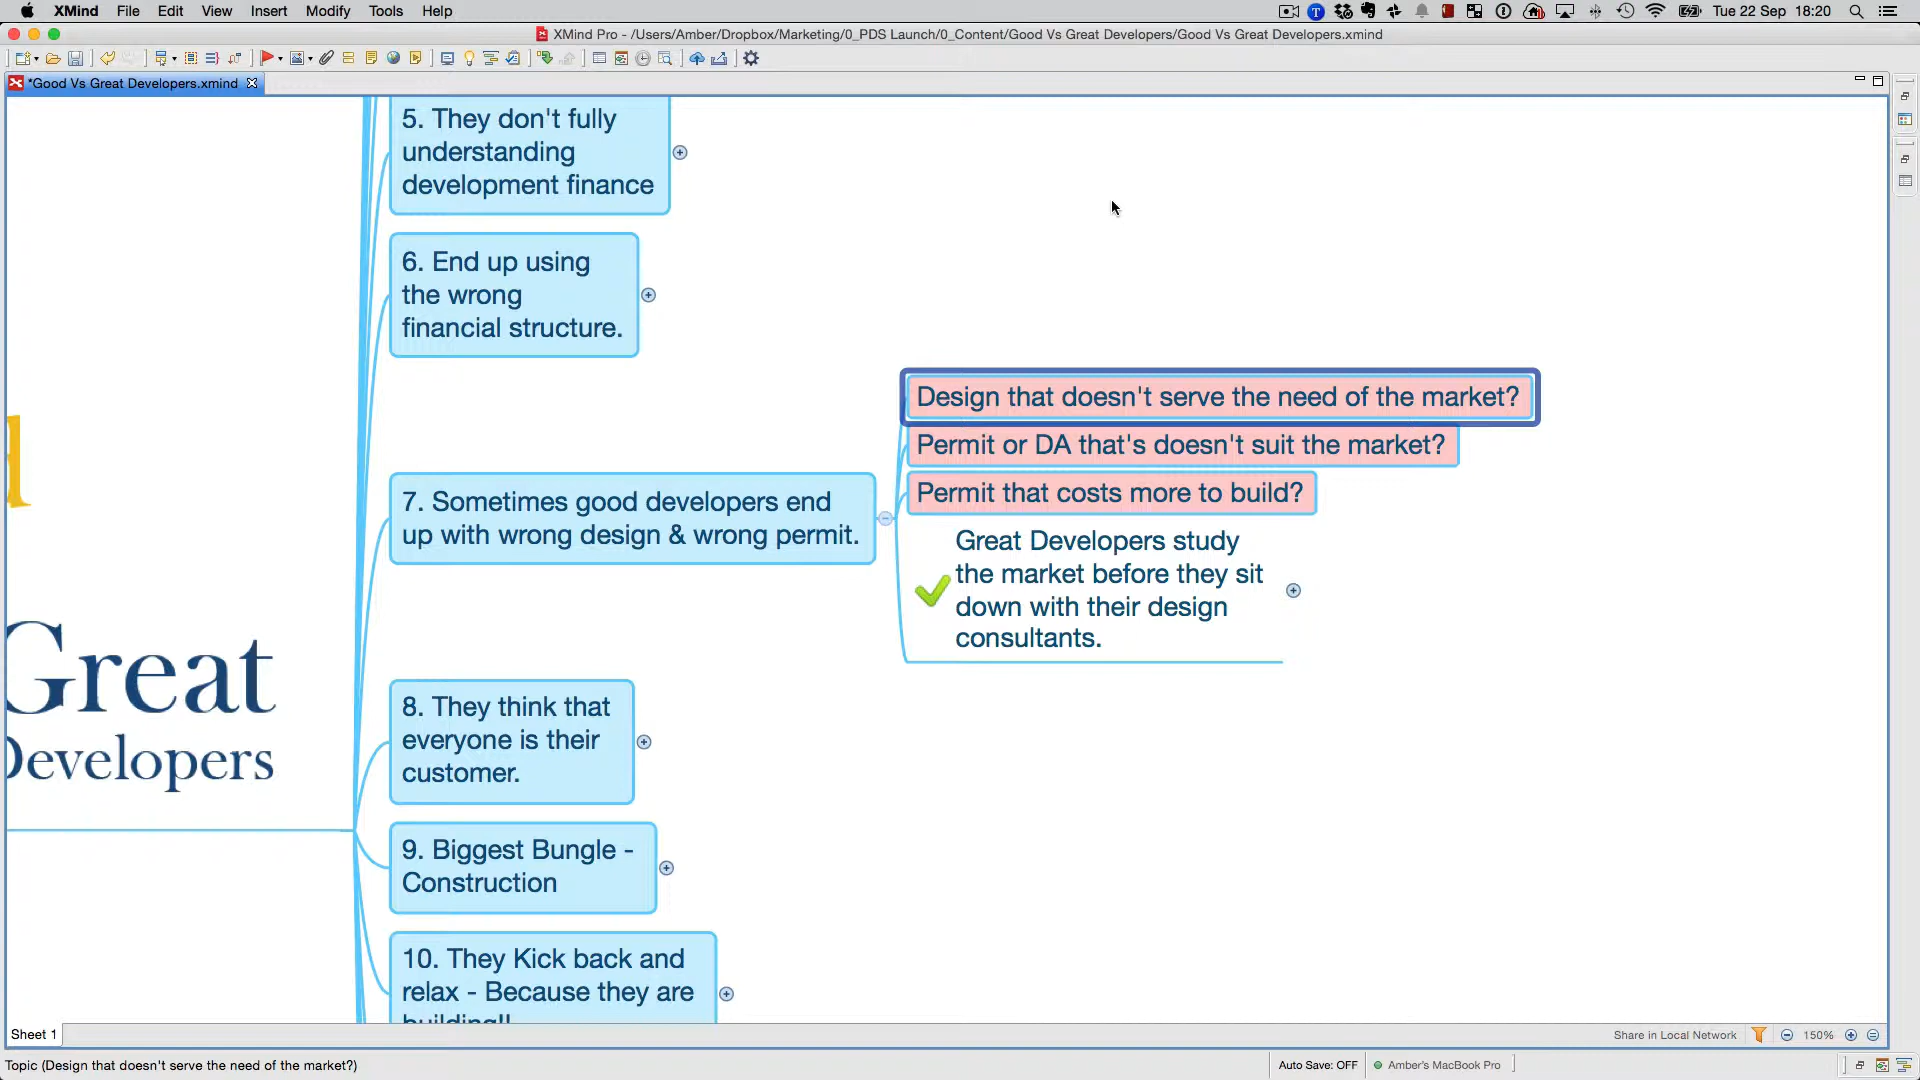 XMind File Edit View Insert Modify Tools Help
Tue 22 Sep 18:20
XMind Pro - /Users/Amber/Dropbox/Marketing/0_PDS Launch/0_Content/Good Vs Great Developers/Good Vs Great Developers.xmind
*Good Vs Great Developers.xmind
5. They don't fully
understanding
development finance
6. End up using
the wrong
financial structure.
Design that doesn't serve the need of the market?
Permit or DA that's doesn't suit the market?
Permit that costs more to build?
7. Sometimes good developers end
up with wrong design & wrong permit.
Great Developers study
the market before they sit
down with their design
consultants.
Great
Developers
8. They think that
everyone is their
customer.
9. Biggest Bungle -
Construction
10. They Kick back and
relax - Because they are
building!!
Sheet 1
Share in Local Network
150%
Topic (Design that doesn't serve the need of the market?)
Auto Save: OFF
Amber's MacBook Pro